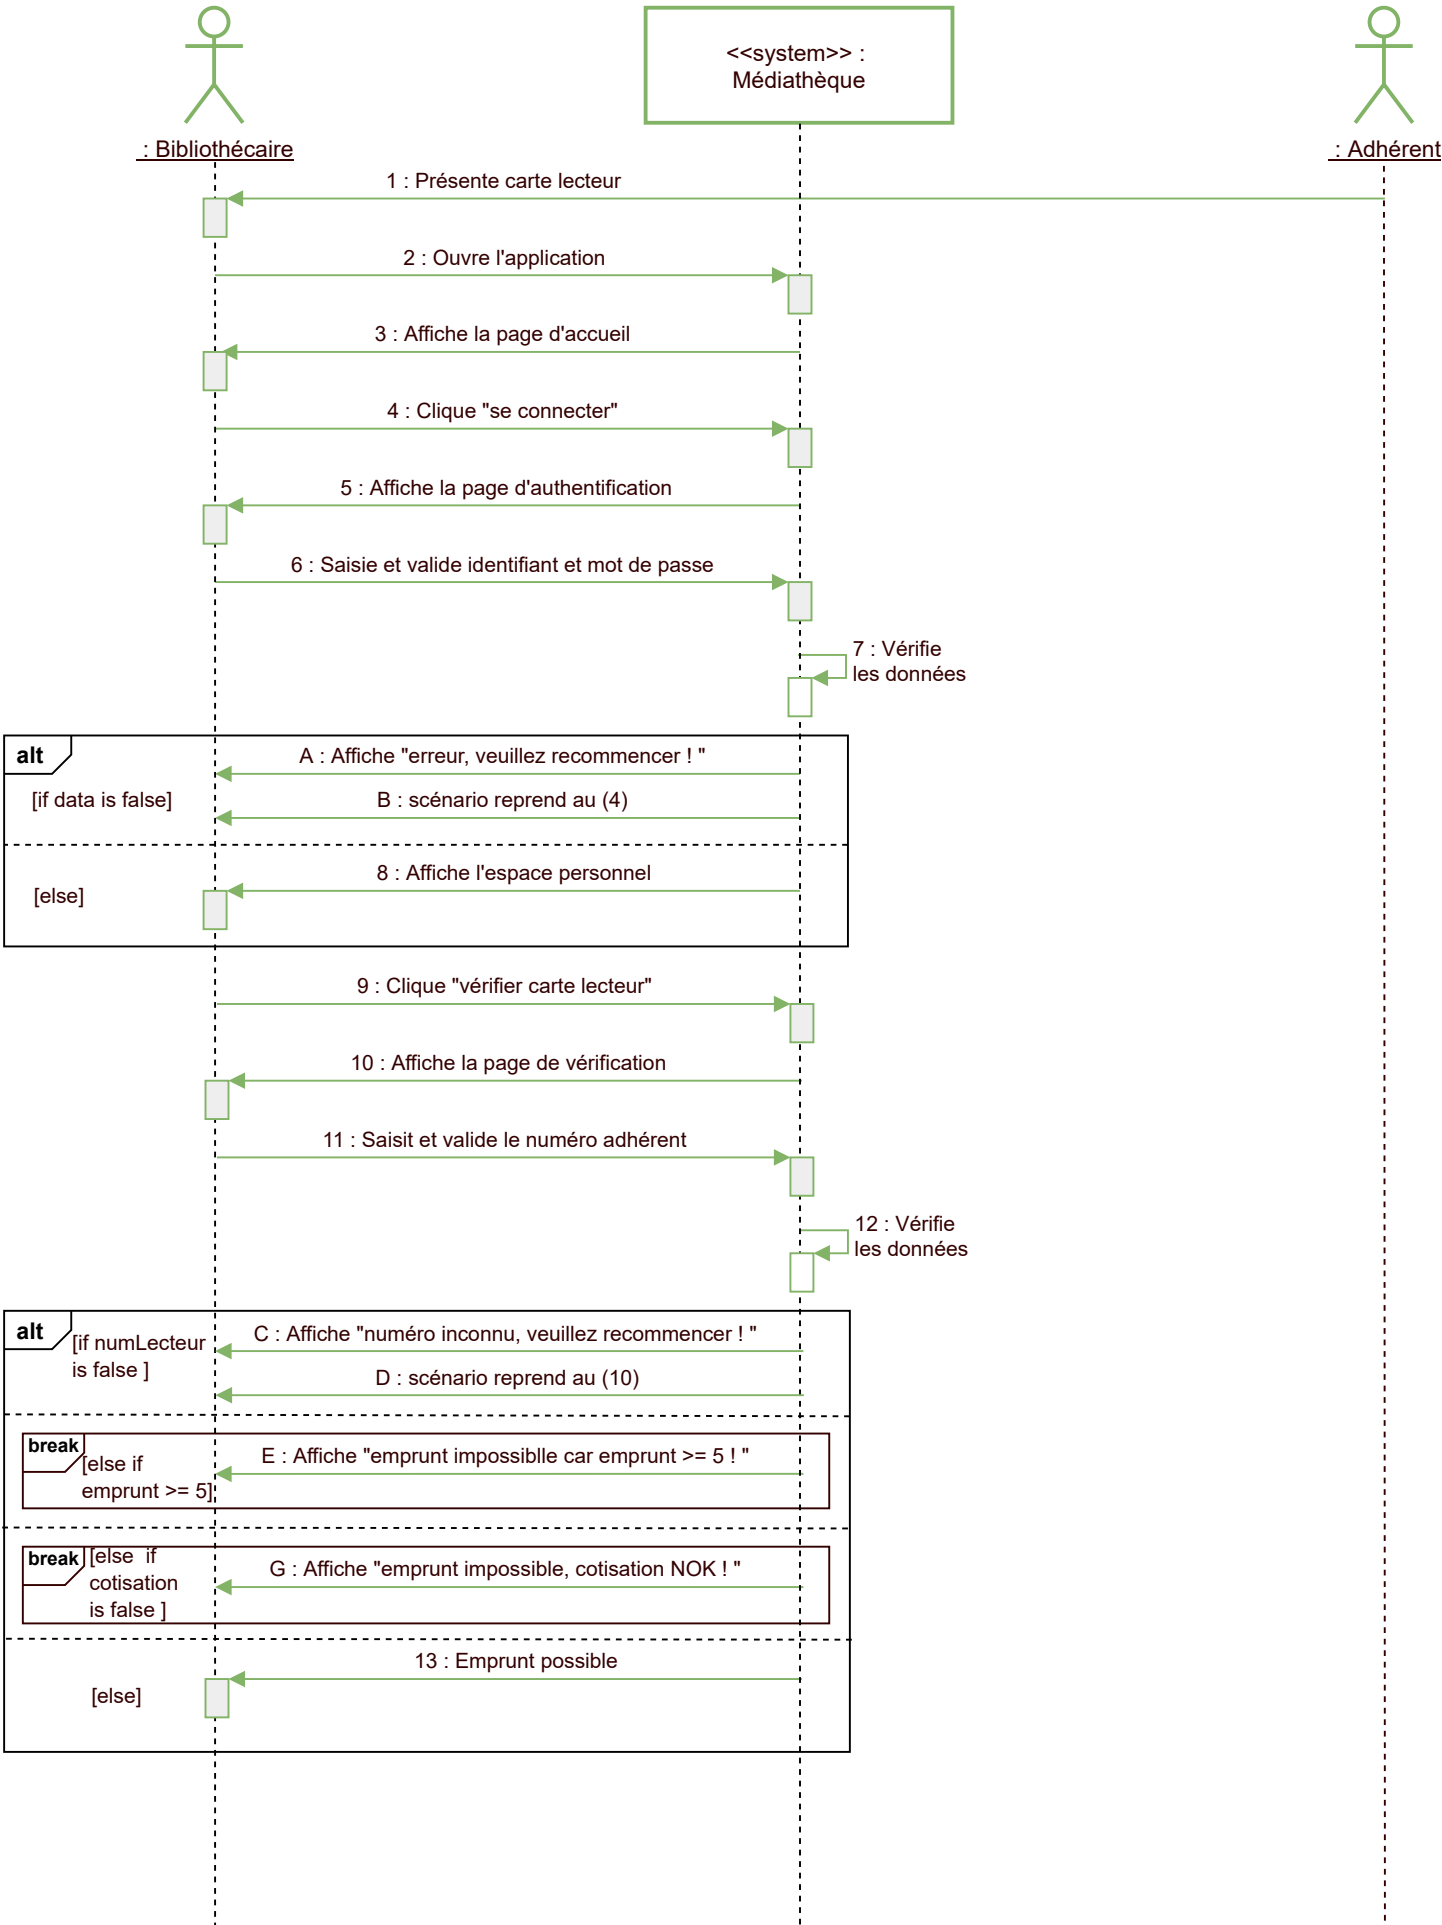 <<system>> :
Médiathèque
: Bibliothécaire
: Adhérent
1 : Présente carte lecteur
2 : Ouvre l'application
3 : Affiche la page d'accueil
4 : Clique "se connecter"
5 : Affiche la page d'authentification
6 : Saisie et valide identifiant et mot de passe
7 : Vérifie
les données
alt
A : Affiche "erreur, veuillez recommencer ! "
[if data is false]
B : scénario reprend au (4)
8 : Affiche l'espace personnel
[else]
9 : Clique "vérifier carte lecteur"
10 : Affiche la page de vérification
11 : Saisit et valide le numéro adhérent
12 : Vérifie
les données
alt
[if numLecteur
is false ]
C : Affiche "numéro inconnu, veuillez recommencer ! "
D : scénario reprend au (10)
break
[else if
emprunt >= 5]
E : Affiche "emprunt impossiblle car emprunt >= 5 ! "
break
[else if
cotisation
is false ]
G : Affiche "emprunt impossible, cotisation NOK ! "
13 : Emprunt possible
[else]